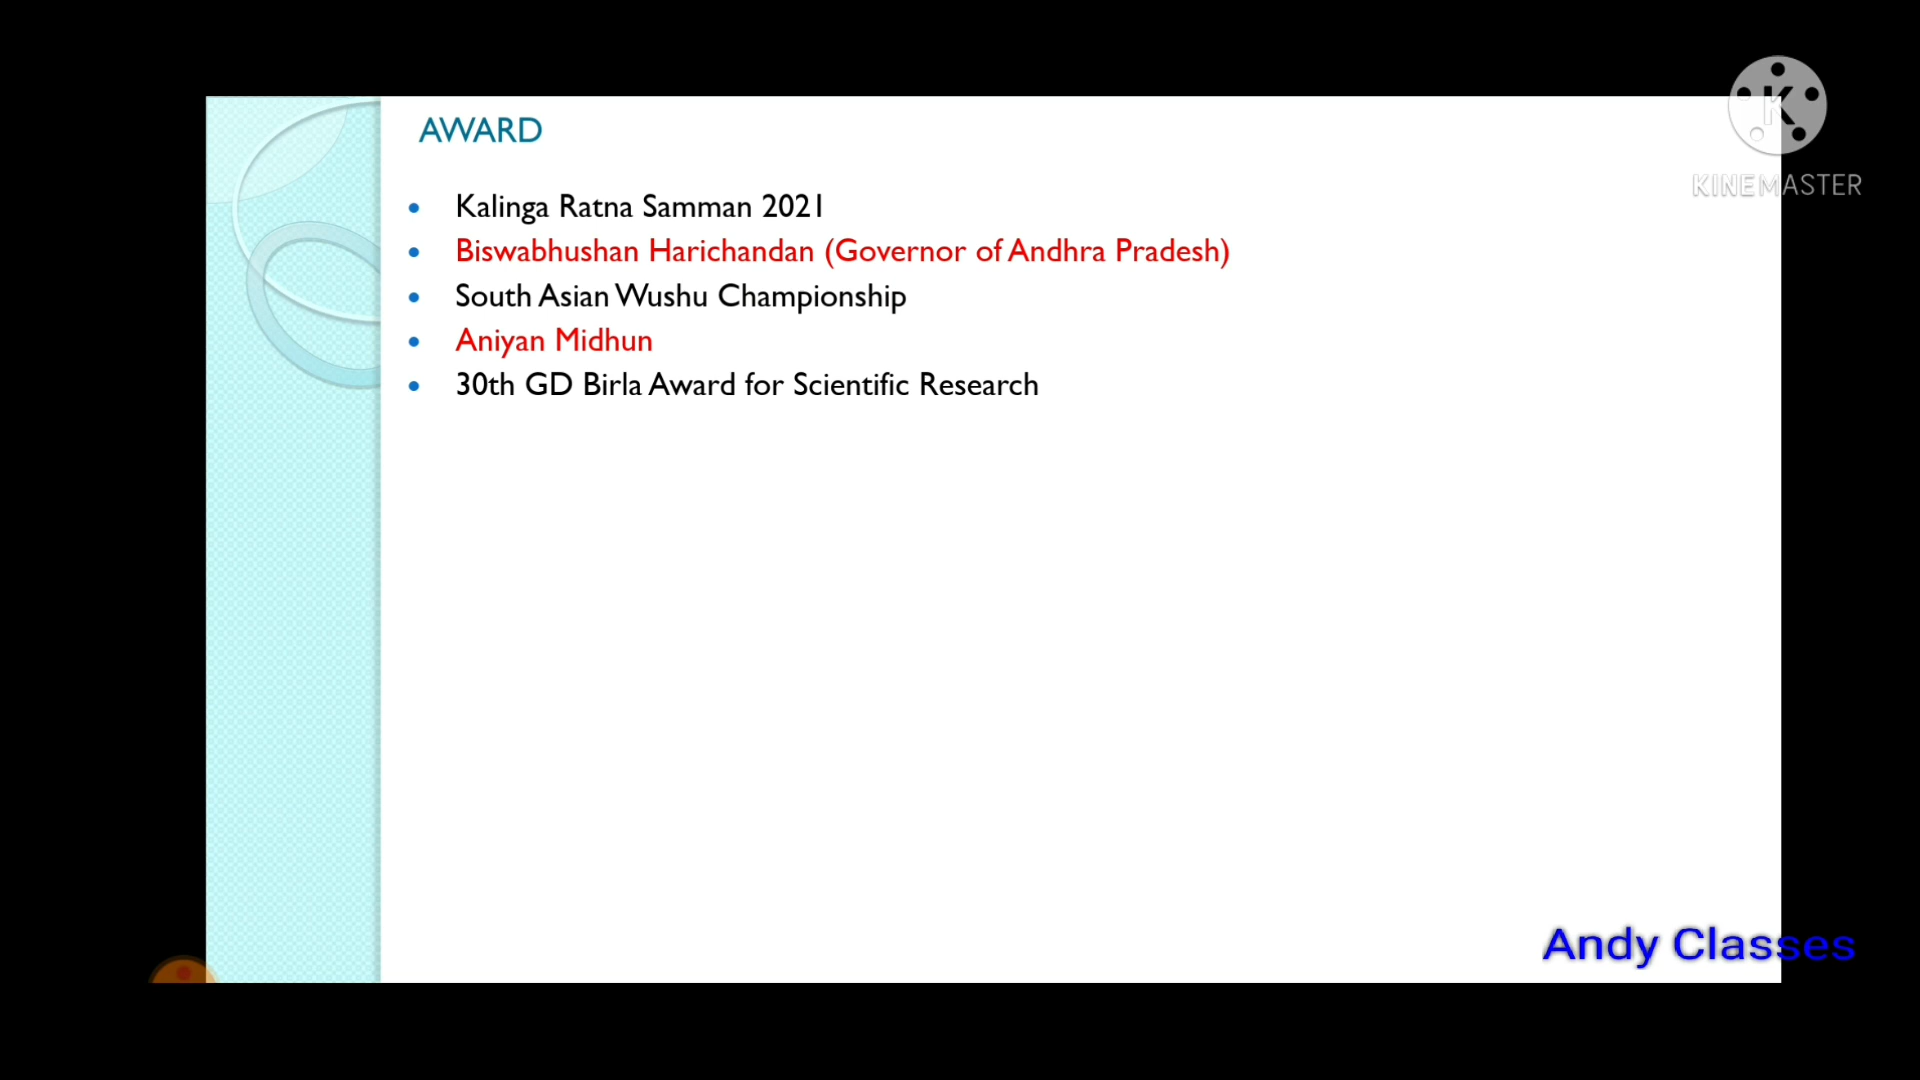 AWARD
Kalinga Ratna Samman 2021
Biswabhushan Harichandan (Governor of Andhra Pradesh)
South Asian Wushu Championship
Aniyan Midhun
30th GD Birla Award for Scientific Research
K
KINEMASTER
Andy Classes